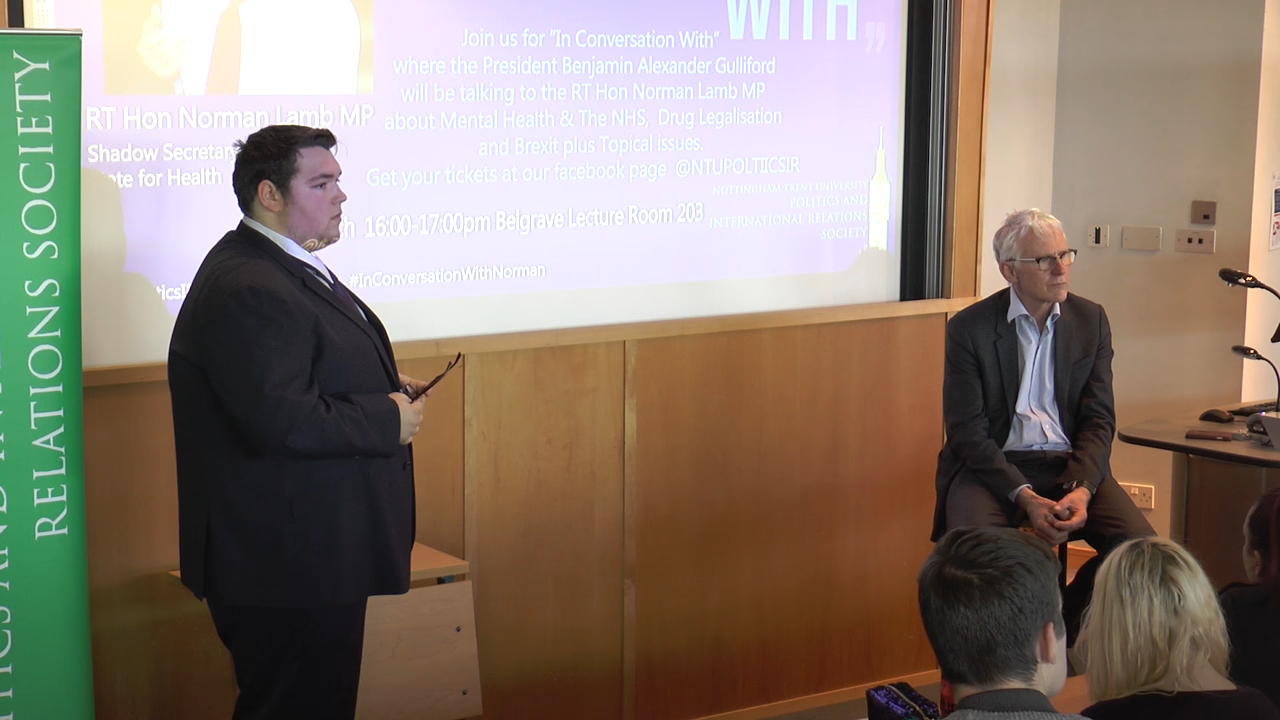 WITH"
Join us for "In Conversation With"
where the President Benjamin Alexander Gulliford
will be talking to the RT Hon Norman Lamb MP
about Mental Health & The NHS, Drug Legalisation
and Brexit plus Topical issues.
Get your tickets at our facebook page @NTUPOLTIICSIR
RT Hon Norman Lamb MP
Shadow Secretary
for Health
16:00-17:00pm Belgrave Lecture Room 203
#InConversationWithNorman
NOTTINGHAM TRENT UNIVERSITY
POLITICS AND
INTERNATIONAL RELATIONS
SOCIETY
RELATIONS SOCIETY